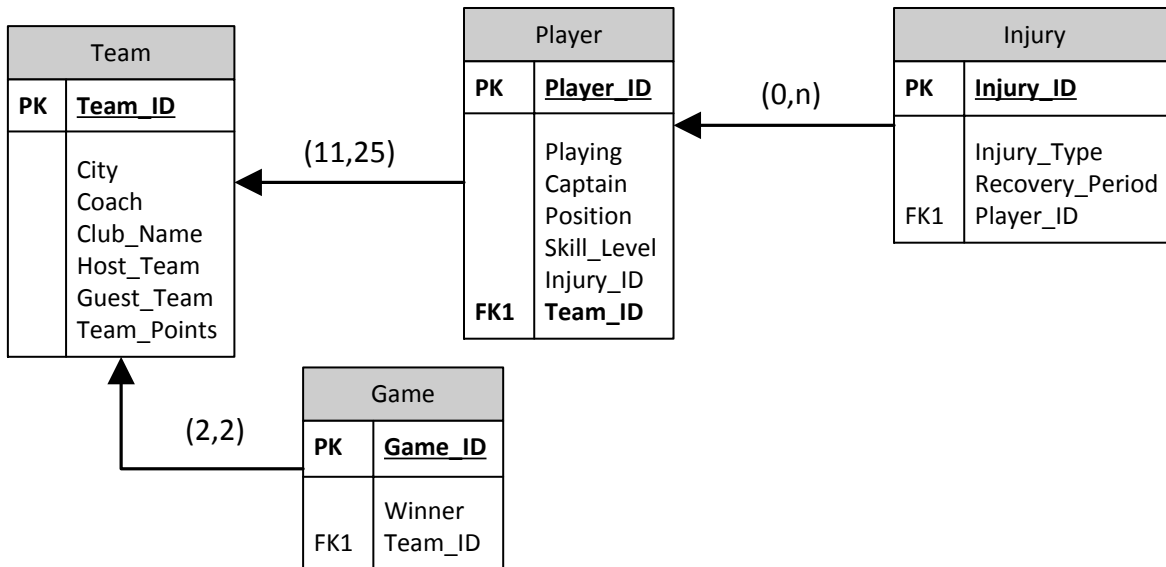 Team
PK Team_ID
City
Coach
Club_Name
Host_Team
Guest_Team
Team_Points
(11,25)
Player
PK Player_ID
Playing
Captain
Position
Skill_Level
Injury_ID
FK1 Team_ID
(0,n)
Injury
PK Injury_ID
Injury_Type
Recovery_Period
FK1 Player_ID
(2,2)
Game
PK Game_ID
Winner
FK1 Team_ID